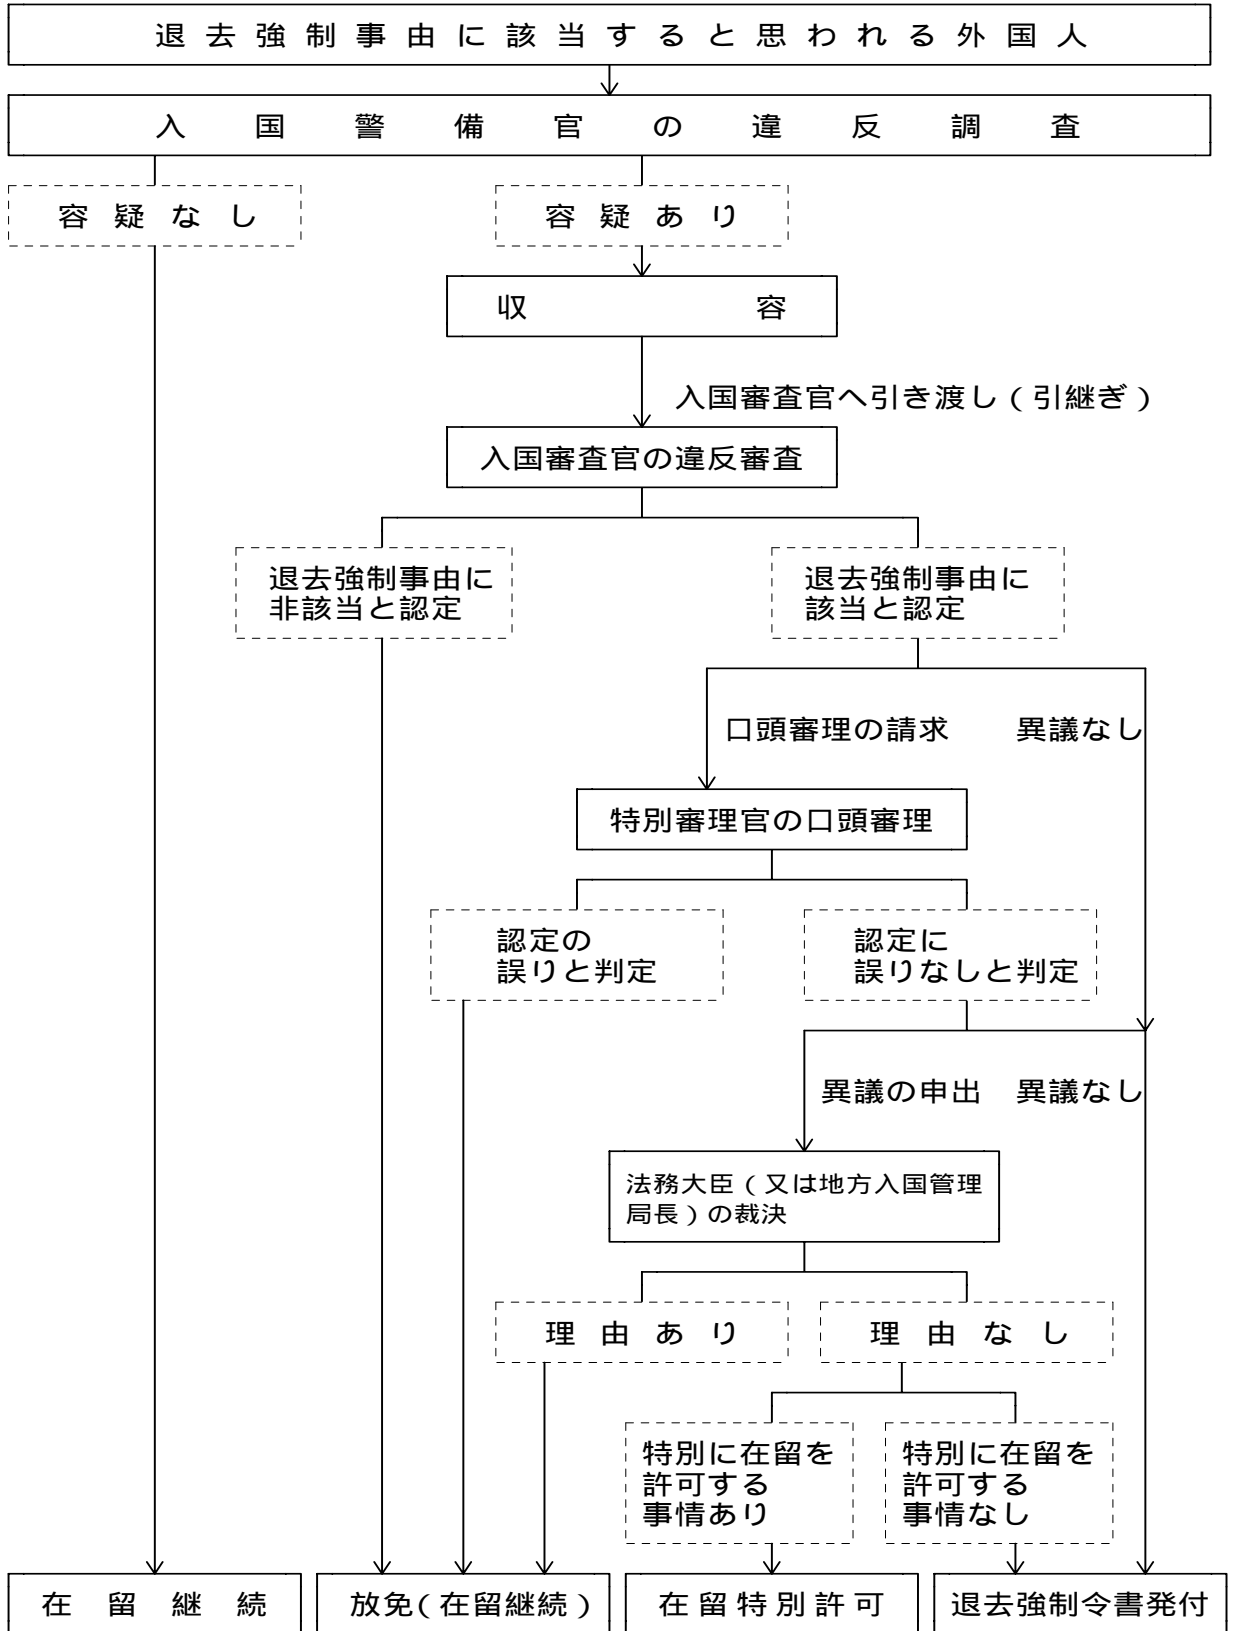 退去強制事由に該当すると思われる外国人
入国警備官の違反調査
容疑なし
容疑あり
収容
入国審査官へ引き渡し(引継ぎ)
入国審査官の違反審査
退去強制事由に
非該当と認定
退去強制事由に
該当と認定
口頭審理の請求
異議なし
特別審理官の口頭審理
認定の
誤りと判定
認定に
誤りなしと判定
異議の申出
異議なし
法務大臣(又は地方入国管理
局長)の裁決
理由あり
理由なし
特別に在留を
許可する
事情あり
特別に在留を
許可する
事情なし
在留継続
放免(在留継続)
在留特別許可
退去強制令書発付